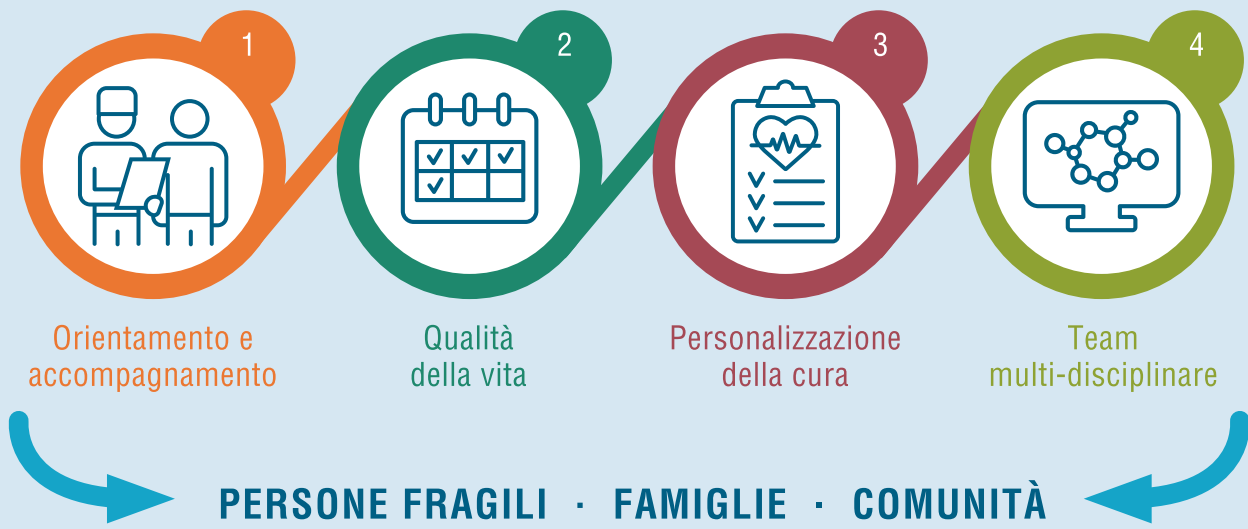 1
2
3
4
Orientamento e
accompagnamento
Qualità
della vita
Personalizzazione
della cura
Team
multi-disciplinare
PERSONE FRAGILI · FAMIGLIE · COMUNITÀ